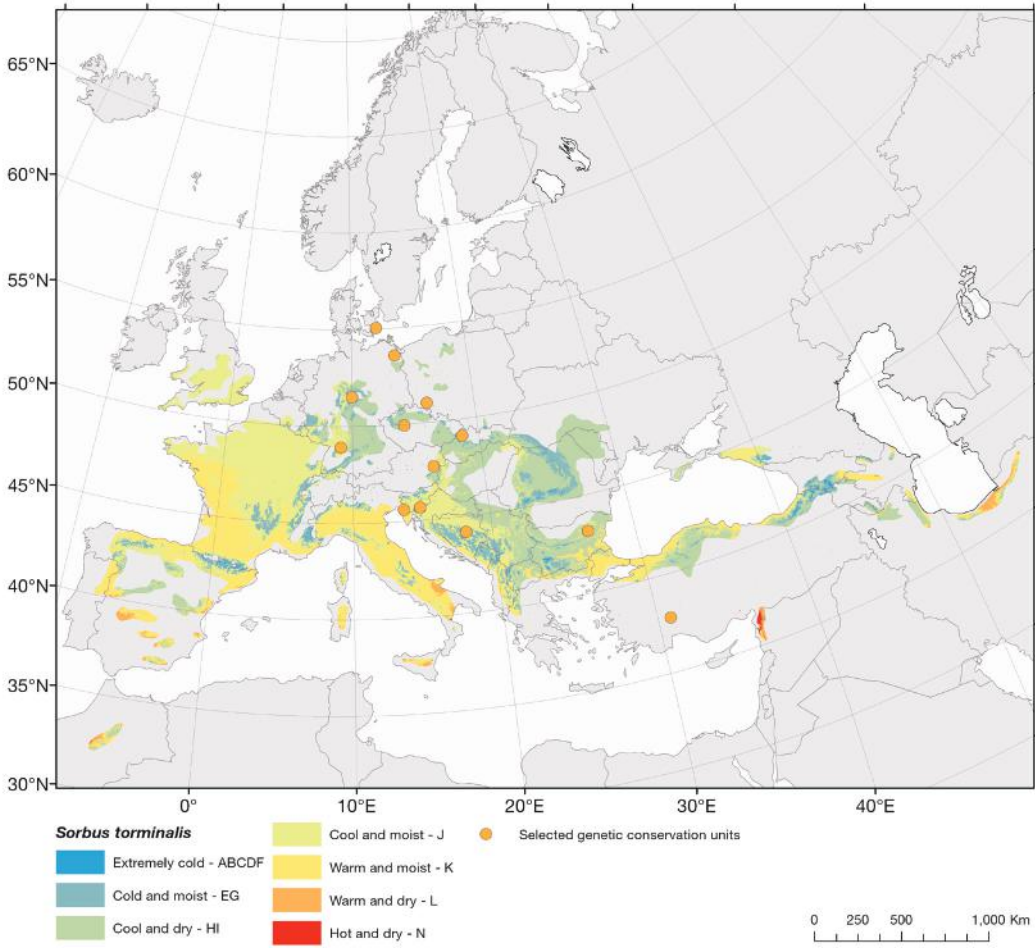 65°N
60°N
55°N
50°N
45°N
40°N
35°N
30°N
0° 10°E 20°E 30°E 40°E
Sorbus torminalis
Extremely cold - ABCDF
Cold and moist - EG
Cool and dry - HI
Cool and moist - J
Warm and moist - K
Warm and dry - L
Hot and dry - N
Selected genetic conservation units
0 250 500 1,000 Km